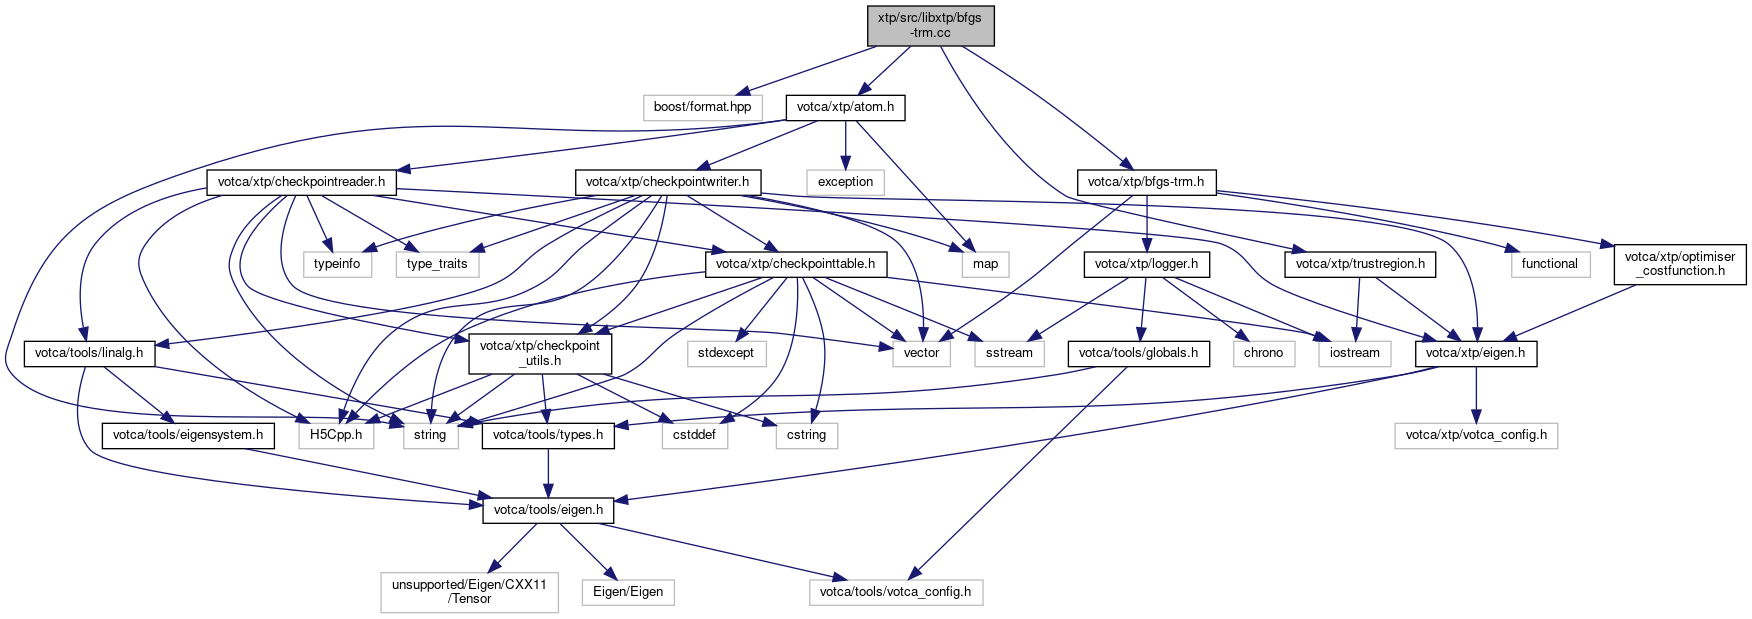 xtp/src/libxtp/bfgs
-trm.cc
boost/format.hpp
votca/xtp/atom.h
votca/xtp/checkpointreader.h
votca/xtp/checkpointwriter.h
exception
votca/xtp/bfgs-trm.h
typeinfo
type_traits
votca/xtp/checkpointtable.h
map
votca/xtp/logger.h
votca/xtp/trustregion.h
functional
votca/xtp/optimiser
_costfunction.h
votca/tools/linalg.h
votca/xtp/checkpoint
_utils.h
stdexcept
vector
sstream
votca/tools/globals.h
chrono
iostream
votca/xtp/eigen.h
votca/tools/eigensystem.h
H5Cpp.h
string
votca/tools/types.h
cstddef
cstring
votca/xtp/votca_config.h
votca/tools/eigen.h
unsupported/Eigen/CXX11
/Tensor
Eigen/Eigen
votca/tools/votca_config.h